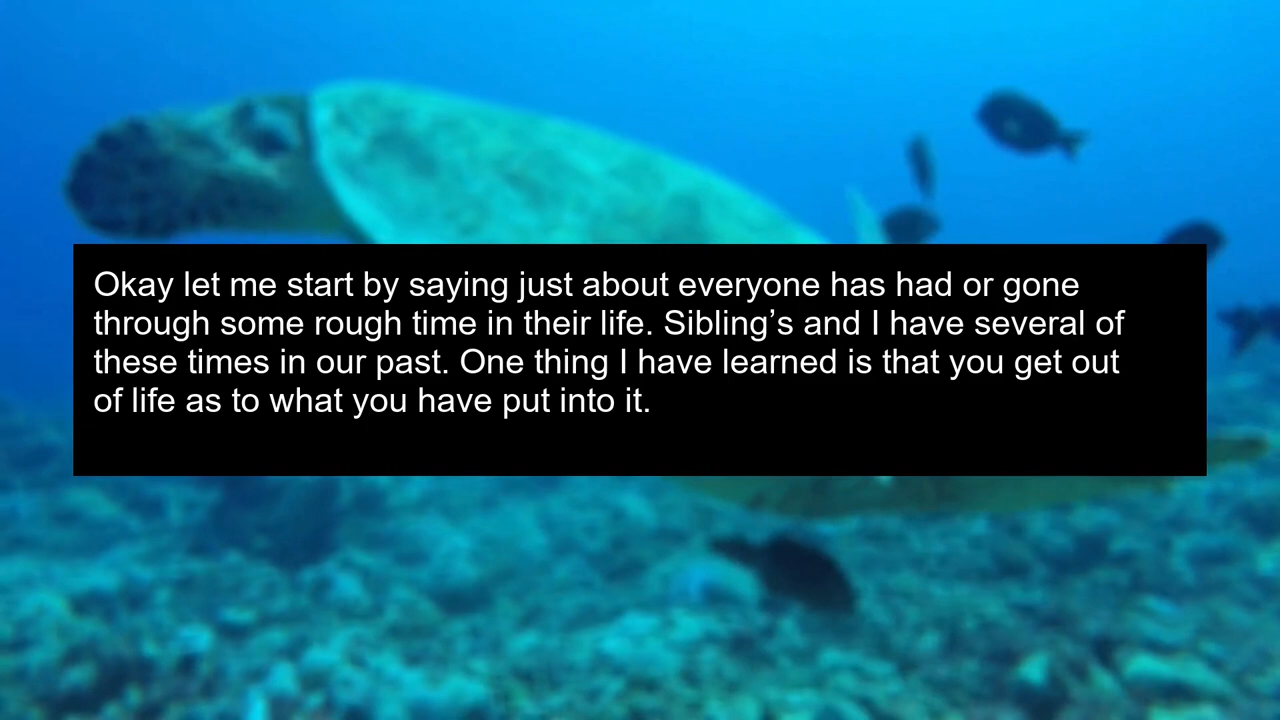 Okay let me start by saying just about everyone has had or gone
through some rough time in their life. Sibling’s and I have several of
these times in our past. One thing I have learned is that you get out
of life as to what you have put into it.